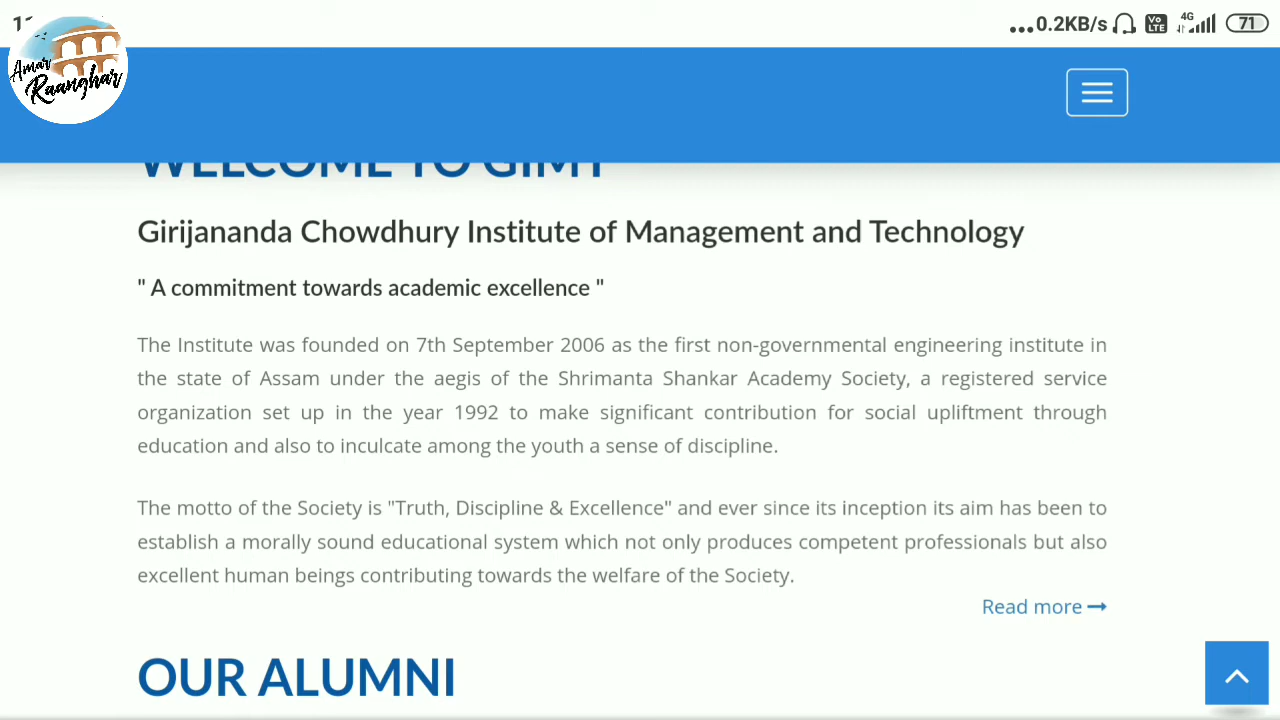 ...0.2KB/s Vo LTE 4G 71
Amar
Raanghar
WELCOME TO GIMT
Girijananda Chowdhury Institute of Management and Technology
" A commitment towards academic excellence "
The Institute was founded on 7th September 2006 as the first non-governmental engineering institute in
the state of Assam under the aegis of the Shrimanta Shankar Academy Society, a registered service
organization set up in the year 1992 to make significant contribution for social upliftment through
education and also to inculcate among the youth a sense of discipline.
The motto of the Society is "Truth, Discipline & Excellence" and ever since its inception its aim has been to
establish a morally sound educational system which not only produces competent professionals but also
excellent human beings contributing towards the welfare of the Society.
Read more
OUR ALUMNI